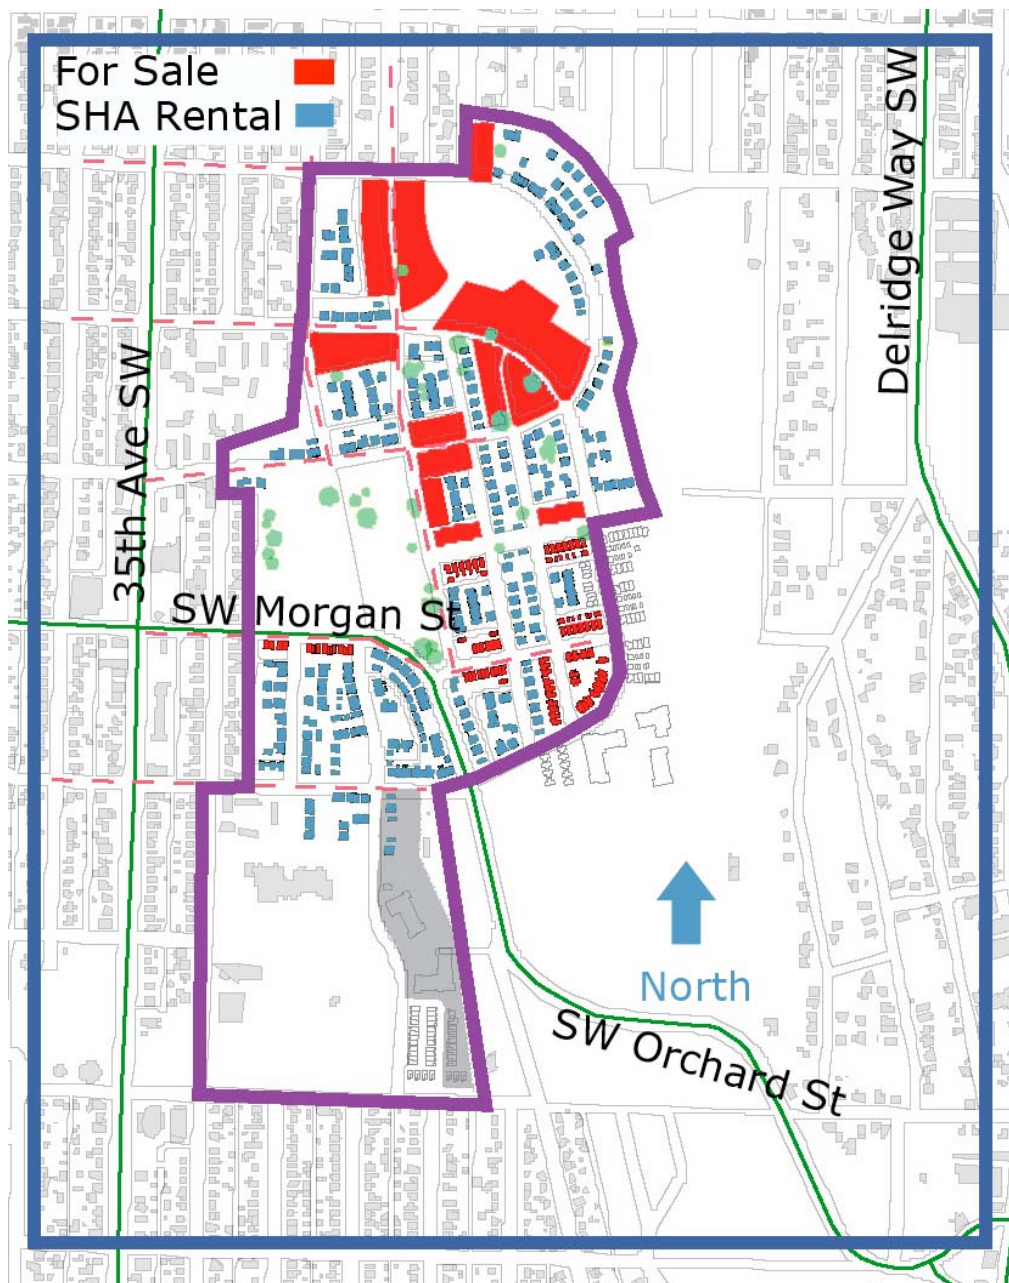 For Sale
SHA Rental
Delridge Way SW
35th Ave SW
SW Morgan St
North
SW Orchard St